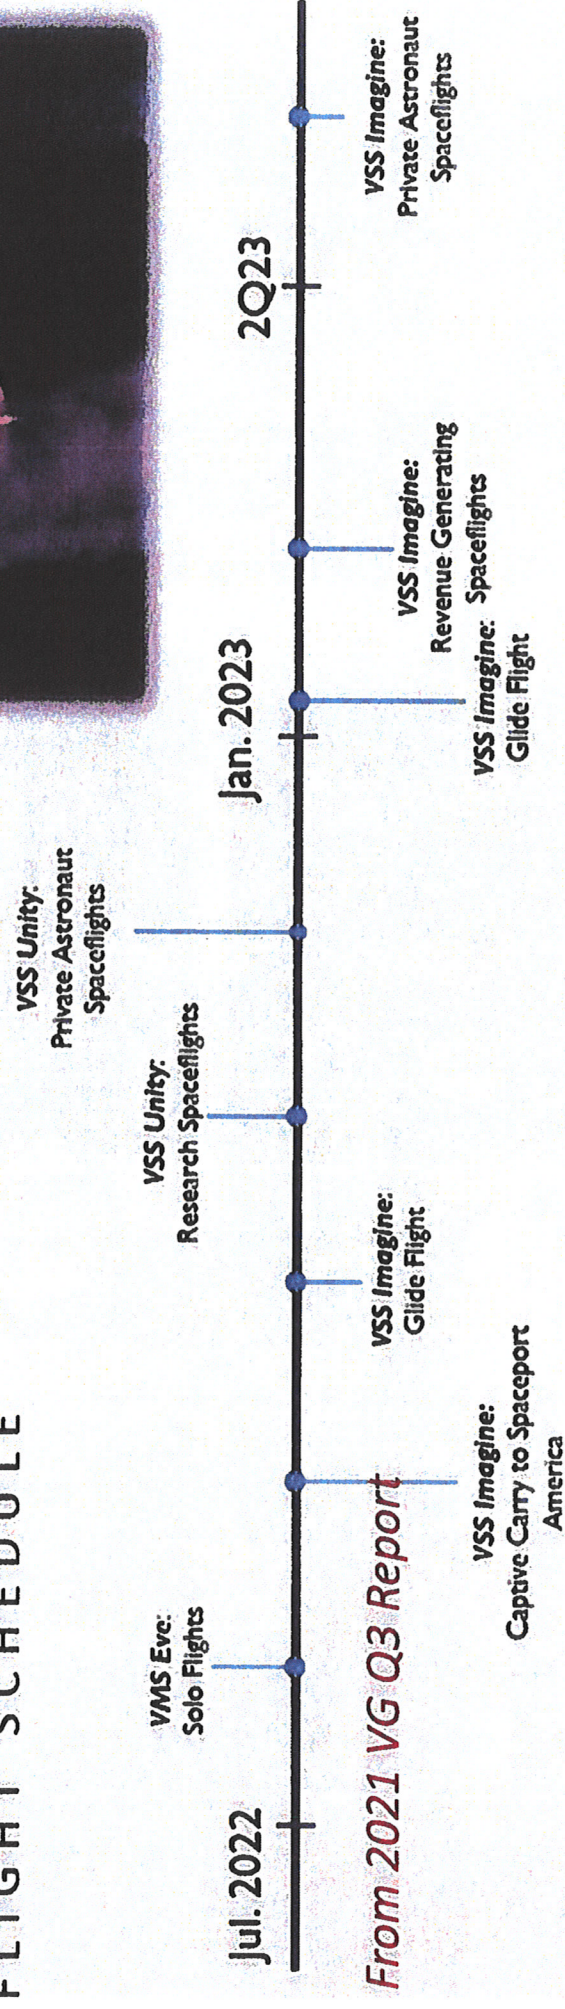 FLIGHT SCHEDULE
Jul. 2022
VMS Eve:
Solo Flights
From 2021 VG Q3 Report
VSS Imagine:
Captive Carry to Spaceport
America
VSS Imagine:
Glide Flight
VSS Unity:
Research Spaceflights
VSS Unity:
Private Astronaut
Spaceflights
Jan. 2023
VSS Imagine:
Glide Flight
VSS Imagine:
Revenue Generating
Spaceflights
2Q23
VSS Imagine:
Private Astronaut
Spaceflights